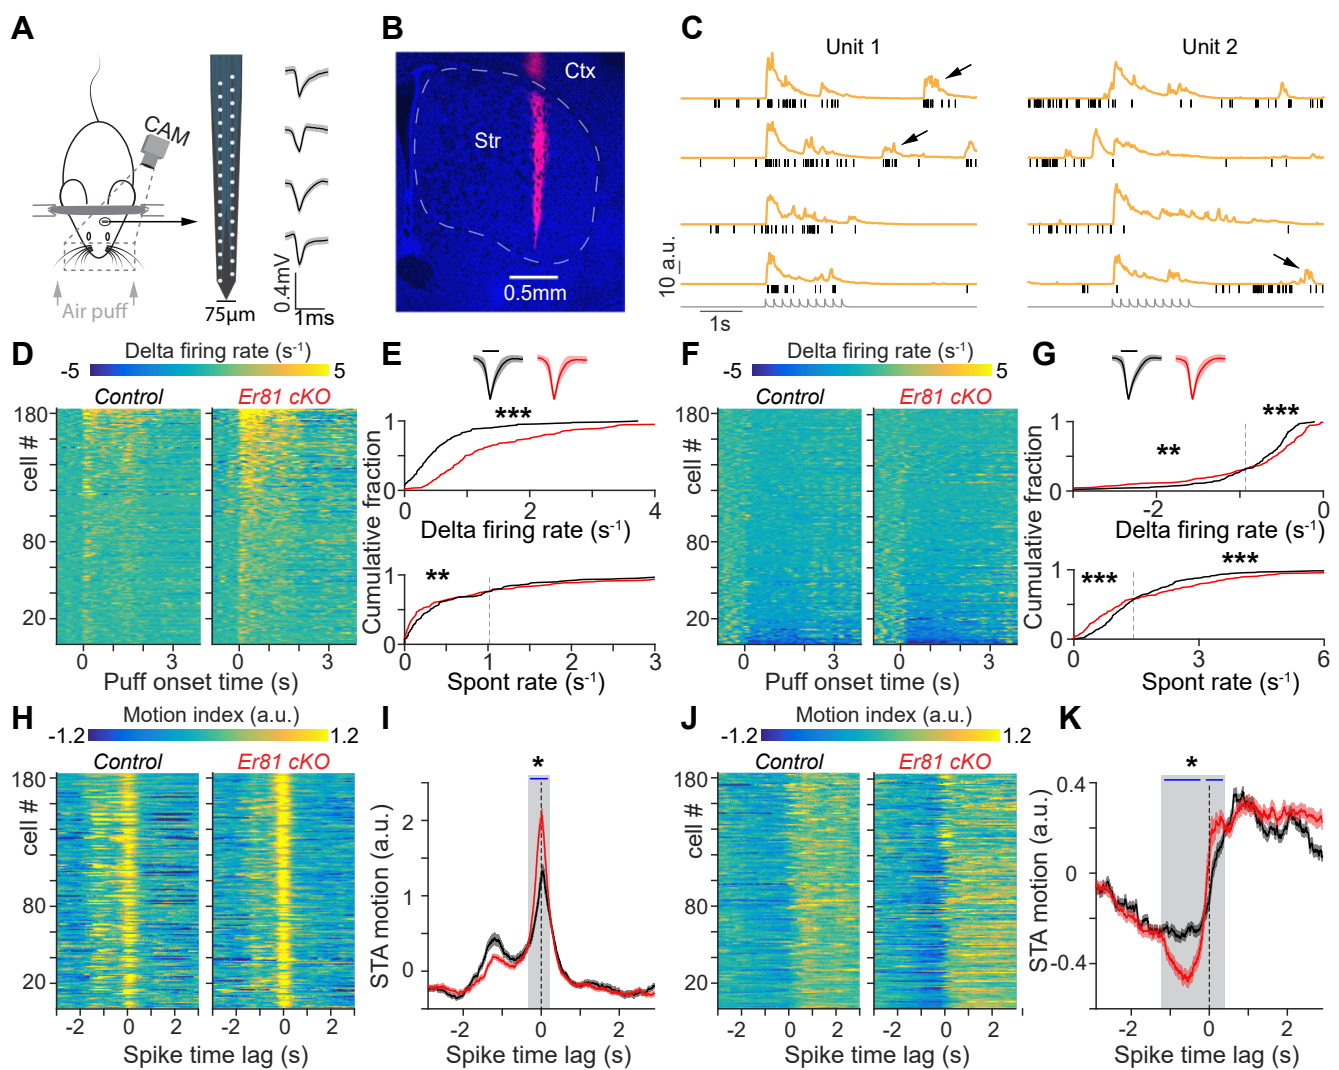 A
CAM
Air puff
75µm
0.4mV
1ms
B
Ctx
Str
0.5mm
C
Unit 1
Unit 2
10 a.u.
1s
D
Delta firing rate (s-1)
-5
5
Control
Er81 cKO
180
80
20
cell #
0
3
0
3
Puff onset time (s)
E
***
1
0
0
2
4
Delta firing rate (s-1)
Cumulative fraction
**
1
0
0
1
2
3
Spont rate (s-1)
F
Delta firing rate (s-1)
-5
5
Control
Er81 cKO
180
80
20
cell #
0
3
0
3
Puff onset time (s)
G
***
**
1
0
-2
0
Delta firing rate (s-1)
Cumulative fraction
***
***
1
0
0
3
6
Spont rate (s-1)
H
Motion index (a.u.)
-1.2
1.2
Control
Er81 cKO
180
80
20
cell #
-2
0
2
-2
0
2
Spike time lag (s)
I
*
2
1
0
STA motion (a.u.)
-2
0
2
Spike time lag (s)
J
Motion index (a.u.)
-1.2
1.2
Control
Er81 cKO
180
80
20
cell #
-2
0
2
-2
0
2
Spike time lag (s)
K
*
0.4
0
-0.4
STA motion (a.u.)
-2
0
2
Spike time lag (s)